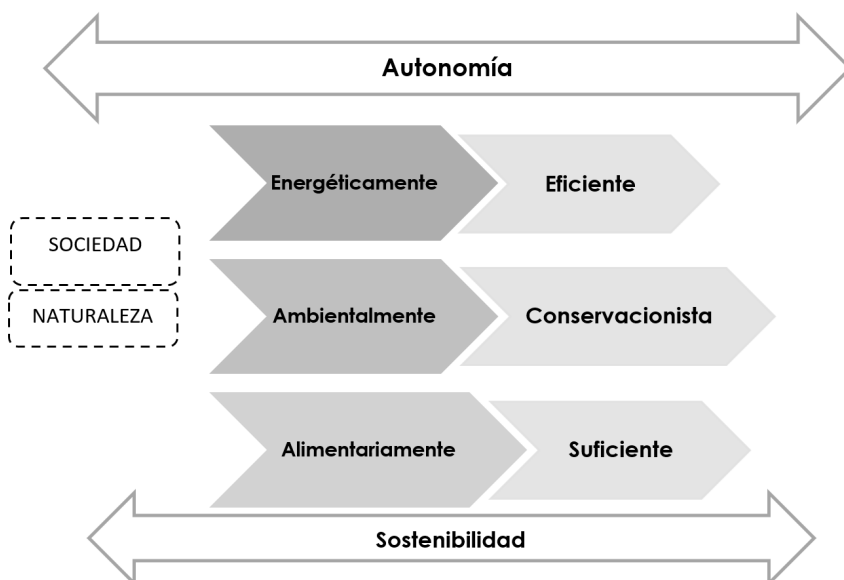 Autonomía
Energéticamente
Eficiente
SOCIEDAD
NATURALEZA
Ambientalmente
Conservacionista
Alimentariamente
Suficiente
Sostenibilidad